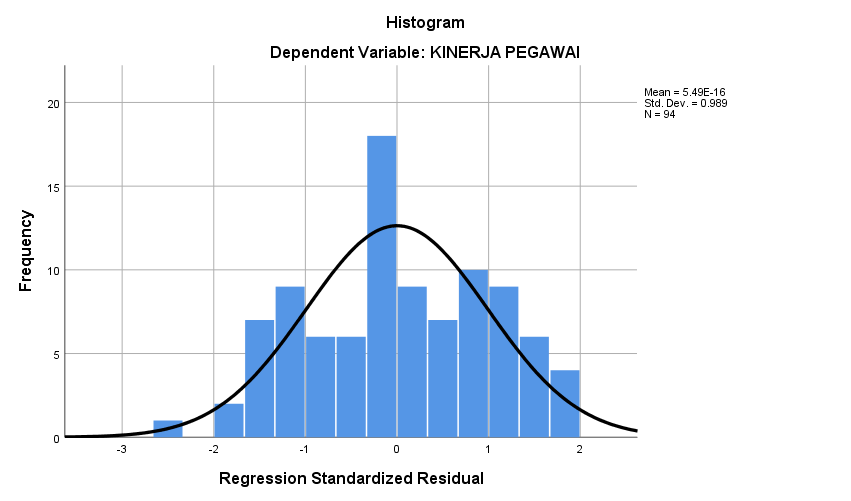 Histogram
Dependent Variable: KINERJA PEGAWAI
Mean = 5.49E-16
Std. Dev. = 0.989
N = 94
Frequency
20
15
10
5
0
-3 -2 -1 0 1 2
Regression Standardized Residual